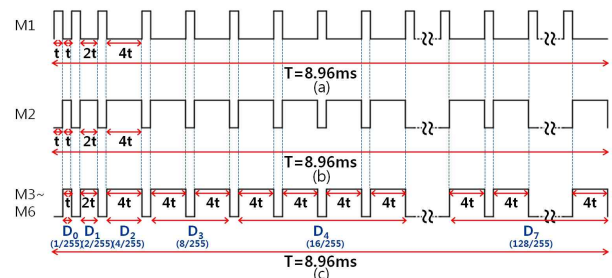 M1
t t 2t 4t
T=8.96ms
(a)
M2
t t 2t 4t
T=8.96ms
(b)
M3~
M6
t 2t 4t 4t 4t 4t 4t 4t 4t 4t 4t 4t
D0 D1 D2 D3 D4 D7
(1/255) (2/255) (4/255) (8/255) (16/255) (128/255)
T=8.96ms
(c)